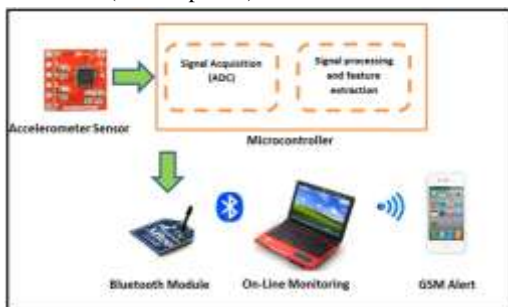 Signal Acquisition
(ADC)
Signal processing
and feature
extraction
Accelerometer Sensor
Microcontroller
Bluetooth Module
On-Line Monitoring
GSM Alert